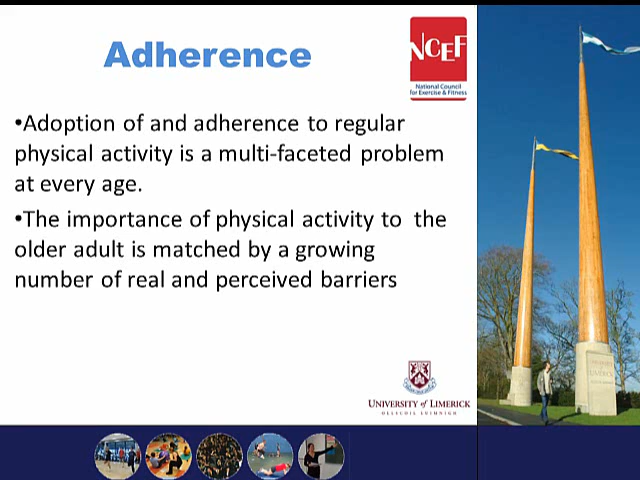 Adherence
NCEF
National Council
for Exercise & Fitness
•Adoption of and adherence to regular
physical activity is a multi-faceted problem
at every age.
•The importance of physical activity to the
older adult is matched by a growing
number of real and perceived barriers
UNIVERSITY of LIMERICK
OLLSCOIL LUIMNIGH